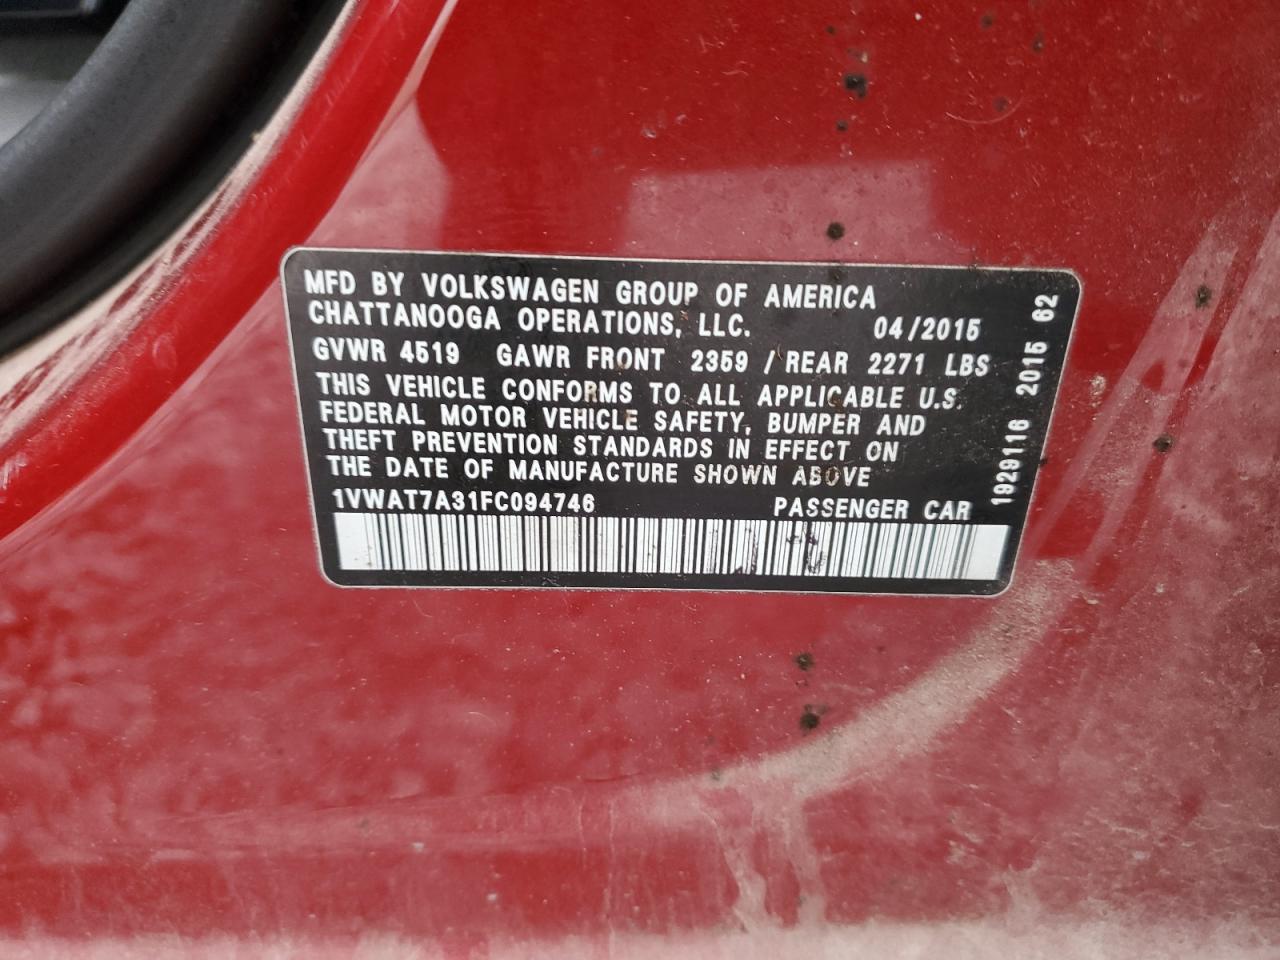 MFD BY VOLKSWAGEN GROUP OF AMERICA
CHATTANOOGA OPERATIONS, LLC. 04/2015
GVWR 4519 GAWR FRONT 2359 / REAR 2271 LBS
THIS VEHICLE CONFORMS TO ALL APPLICABLE U.S.
FEDERAL MOTOR VEHICLE SAFETY, BUMPER AND
THEFT PREVENTION STANDARDS IN EFFECT ON
THE DATE OF MANUFACTURE SHOWN ABOVE
1VWAT7A31FC094746 PASSENGER CAR
1929116 2015 62